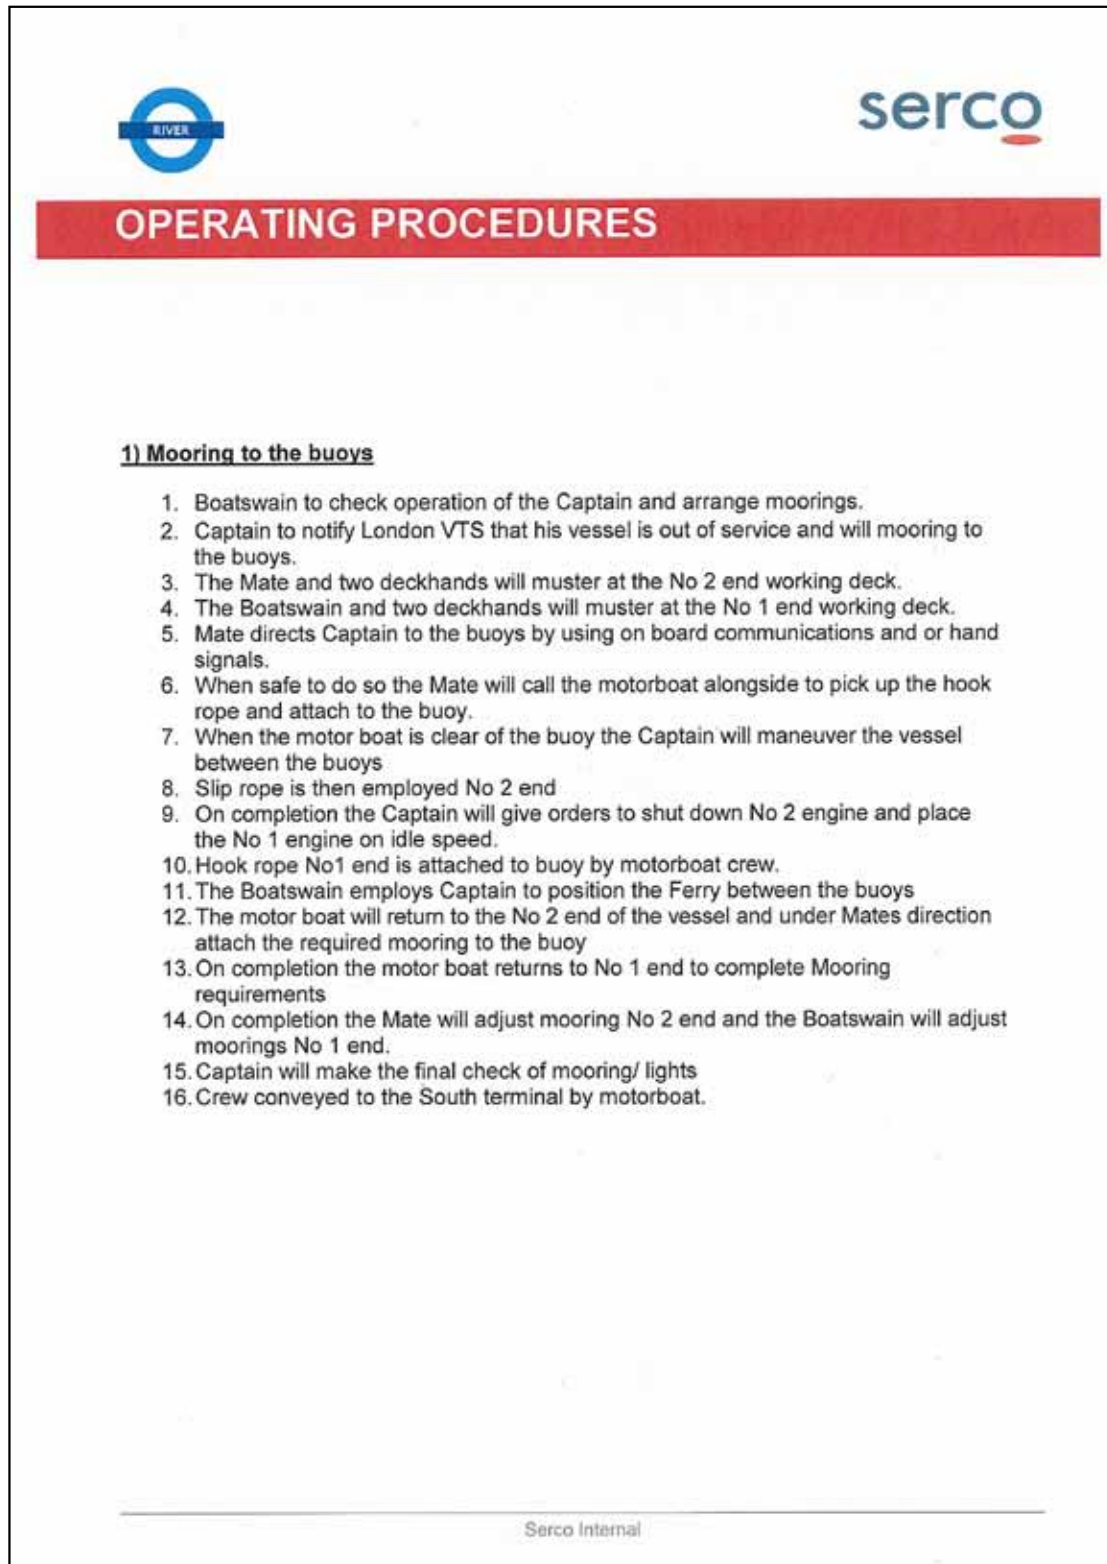 RIVER
serco
OPERATING PROCEDURES
1) Mooring to the buoys
1. Boatswain to check operation of the Captain and arrange moorings.
2. Captain to notify London VTS that his vessel is out of service and will mooring to
the buoys.
3. The Mate and two deckhands will muster at the No 2 end working deck.
4. The Boatswain and two deckhands will muster at the No 1 end working deck.
5. Mate directs Captain to the buoys by using on board communications and or hand
signals.
6. When safe to do so the Mate will call the motorboat alongside to pick up the hook
rope and attach to the buoy.
7. When the motor boat is clear of the buoy the Captain will maneuver the vessel
between the buoys
8. Slip rope is then employed No 2 end
9. On completion the Captain will give orders to shut down No 2 engine and place
the No 1 engine on idle speed.
10. Hook rope No1 end is attached to buoy by motorboat crew.
11. The Boatswain employs Captain to position the Ferry between the buoys
12. The motor boat will return to the No 2 end of the vessel and under Mates direction
attach the required mooring to the buoy
13. On completion the motor boat returns to No 1 end to complete Mooring
requirements
14. On completion the Mate will adjust mooring No 2 end and the Boatswain will adjust
moorings No 1 end.
15. Captain will make the final check of mooring/ lights
16. Crew conveyed to the South terminal by motorboat.
Serco Internal